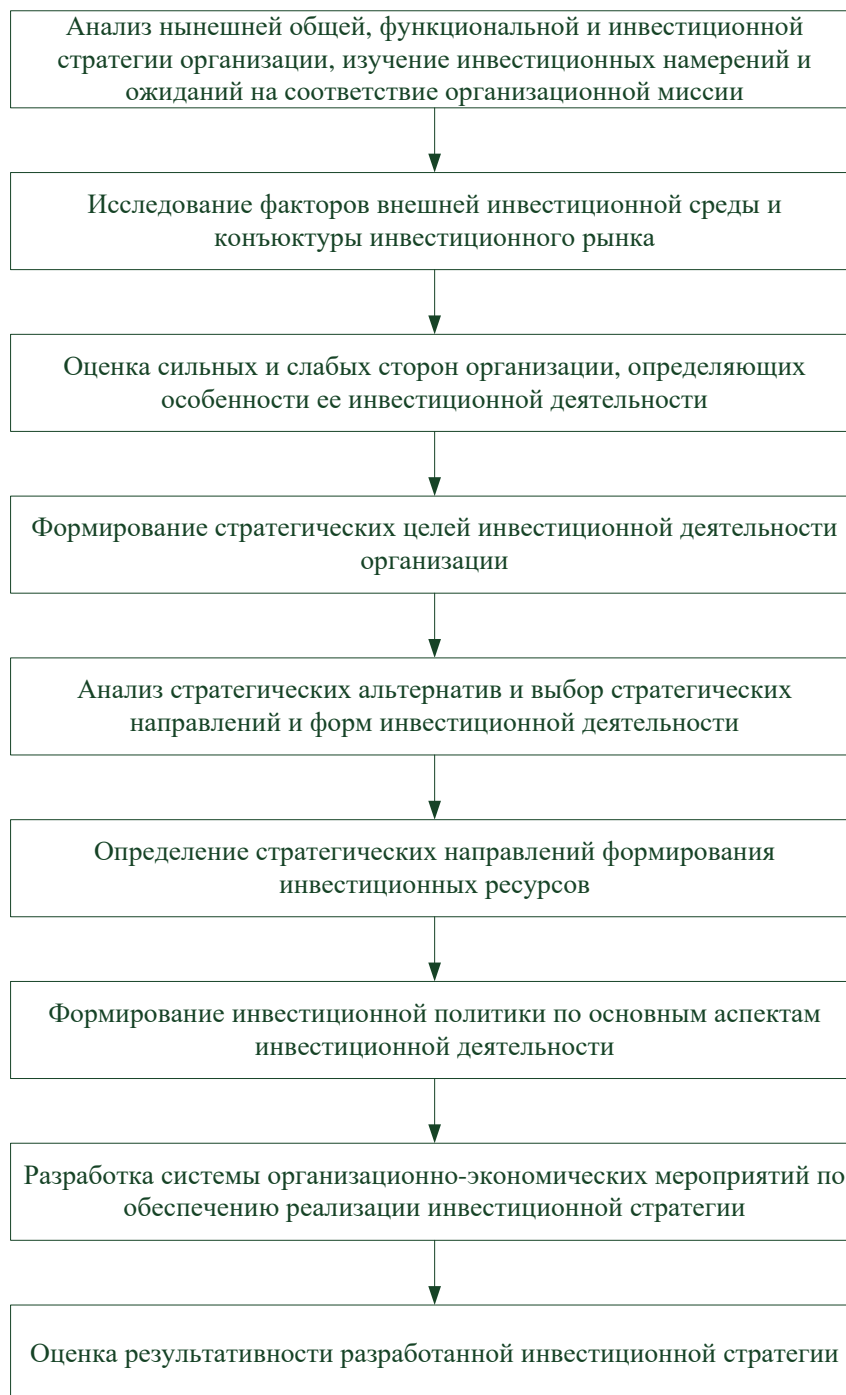 Анализ нынешней общей, функциональной и инвестиционной
стратегии организации, изучение инвестиционных намерений и
ожиданий на соответствие организационной миссии
Исследование факторов внешней инвестиционной среды и
конъюктуры инвестиционного рынка
Оценка сильных и слабых сторон организации, определяющих
особенности ее инвестиционной деятельности
Формирование стратегических целей инвестиционной деятельности
организации
Анализ стратегических альтернатив и выбор стратегических
направлений и форм инвестиционной деятельности
Определение стратегических направлений формирования
инвестиционных ресурсов
Формирование инвестиционной политики по основным аспектам
инвестиционной деятельности
Разработка системы организационно-экономических мероприятий по
обеспечению реализации инвестиционной стратегии
Оценка результативности разработанной инвестиционной стратегии